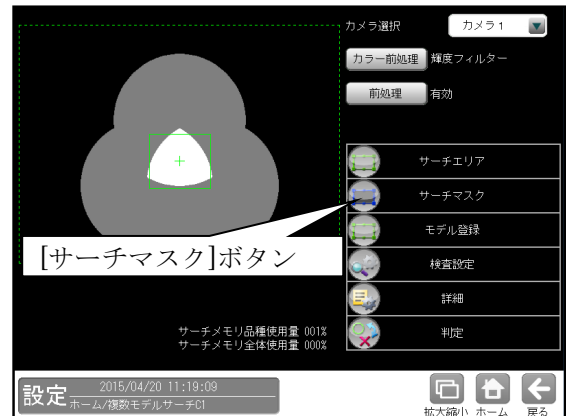 カメラ選択 カメラ1
カラー前処理 輝度フィルター
前処理 有効
サーチエリア
サーチマスク
モデル登録
検査設定
詳細
判定
[サーチマスク]ボタン
サーチメモリ品種使用量 001%
サーチメモリ全体使用量 000%
設定 2015/04/20 11:19:09
ホーム/複数モデルサーチC1
拡大縮小 ホーム 戻る